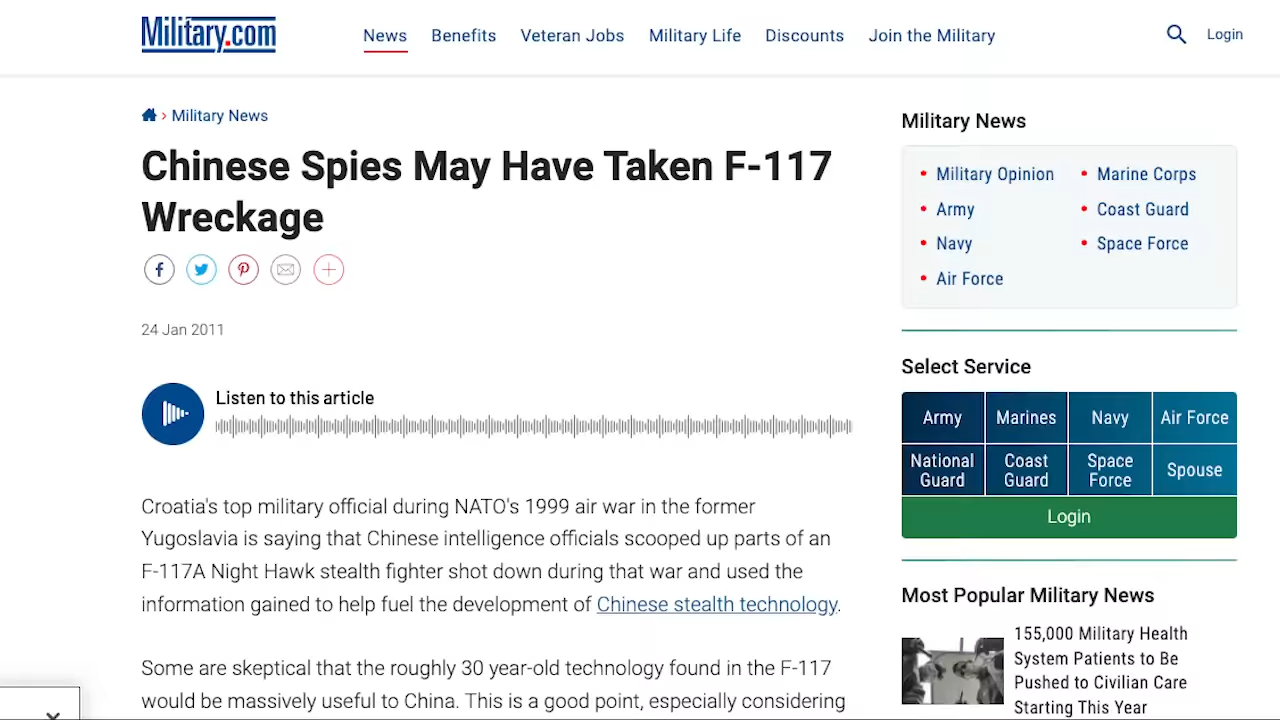 Military.com
News Benefits Veteran Jobs Military Life Discounts Join the Military Login
Military News
Chinese Spies May Have Taken F-117
Wreckage
24 Jan 2011
Listen to this article
Croatia's top military official during NATO's 1999 air war in the former
Yugoslavia is saying that Chinese intelligence officials scooped up parts of an
F-117A Night Hawk stealth fighter shot down during that war and used the
information gained to help fuel the development of Chinese stealth technology.
Some are skeptical that the roughly 30 year-old technology found in the F-117
would be massively useful to China. This is a good point, especially considering
Military News
Military Opinion
Army
Navy
Air Force
Marine Corps
Coast Guard
Space Force
Select Service
Army Marines Navy Air Force
National Guard
Coast Guard
Space Force
Spouse
Login
Most Popular Military News
155,000 Military Health
System Patients to Be
Pushed to Civilian Care
Starting This Year